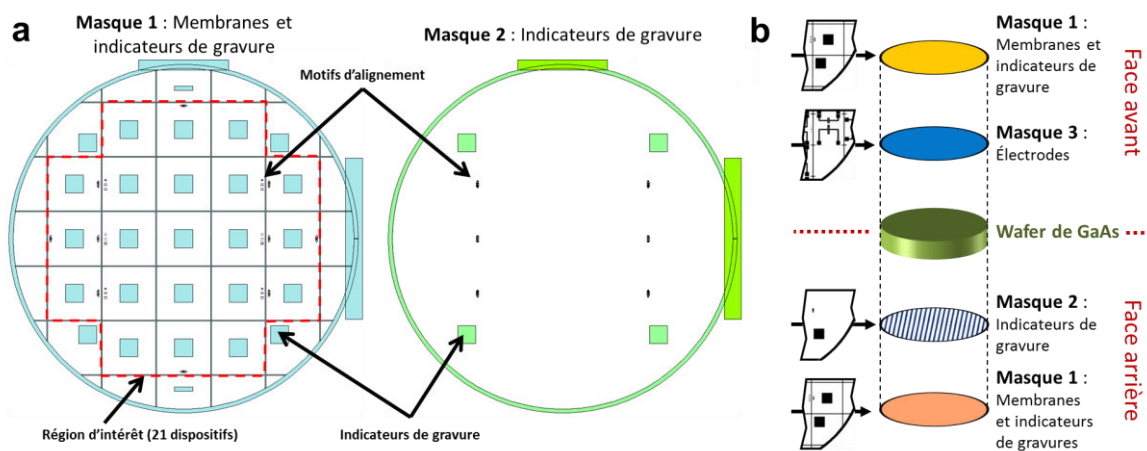 a
Masque 1 : Membranes et
indicateurs de gravure
Masque 2 : Indicateurs de gravure
Motifs d'alignement
Région d'intérêt (21 dispositifs)
Indicateurs de gravure
b
Masque 1 :
Membranes et
indicateurs de
gravure
Masque 3 :
Électrodes
Face avant
Wafer de GaAs
Masque 2 :
Indicateurs de
gravure
Masque 1 :
Membranes
et indicateurs
de gravures
Face arrière